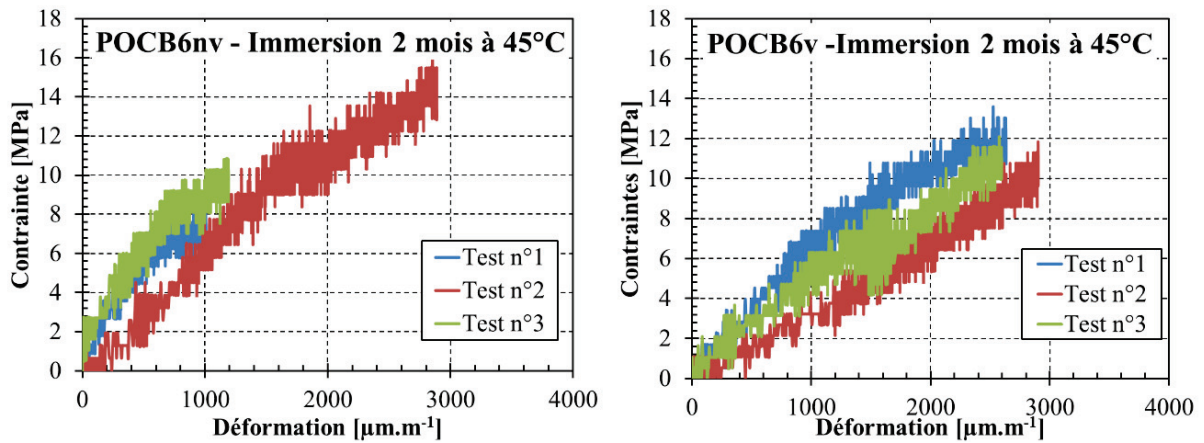 POCB6nv - Immersion 2 mois à 45°C
Contrainte [MPa]
18
16
14
12
10
8
6
4
2
0
Test n°1
Test n°2
Test n°3
0 1000 2000 3000 4000
Déformation [µm.m-1]
POCB6v -Immersion 2 mois à 45°C
Contraintes [MPa]
18
16
14
12
10
8
6
4
2
0
Test n°1
Test n°2
Test n°3
0 1000 2000 3000 4000
Déformation [µm.m-1]